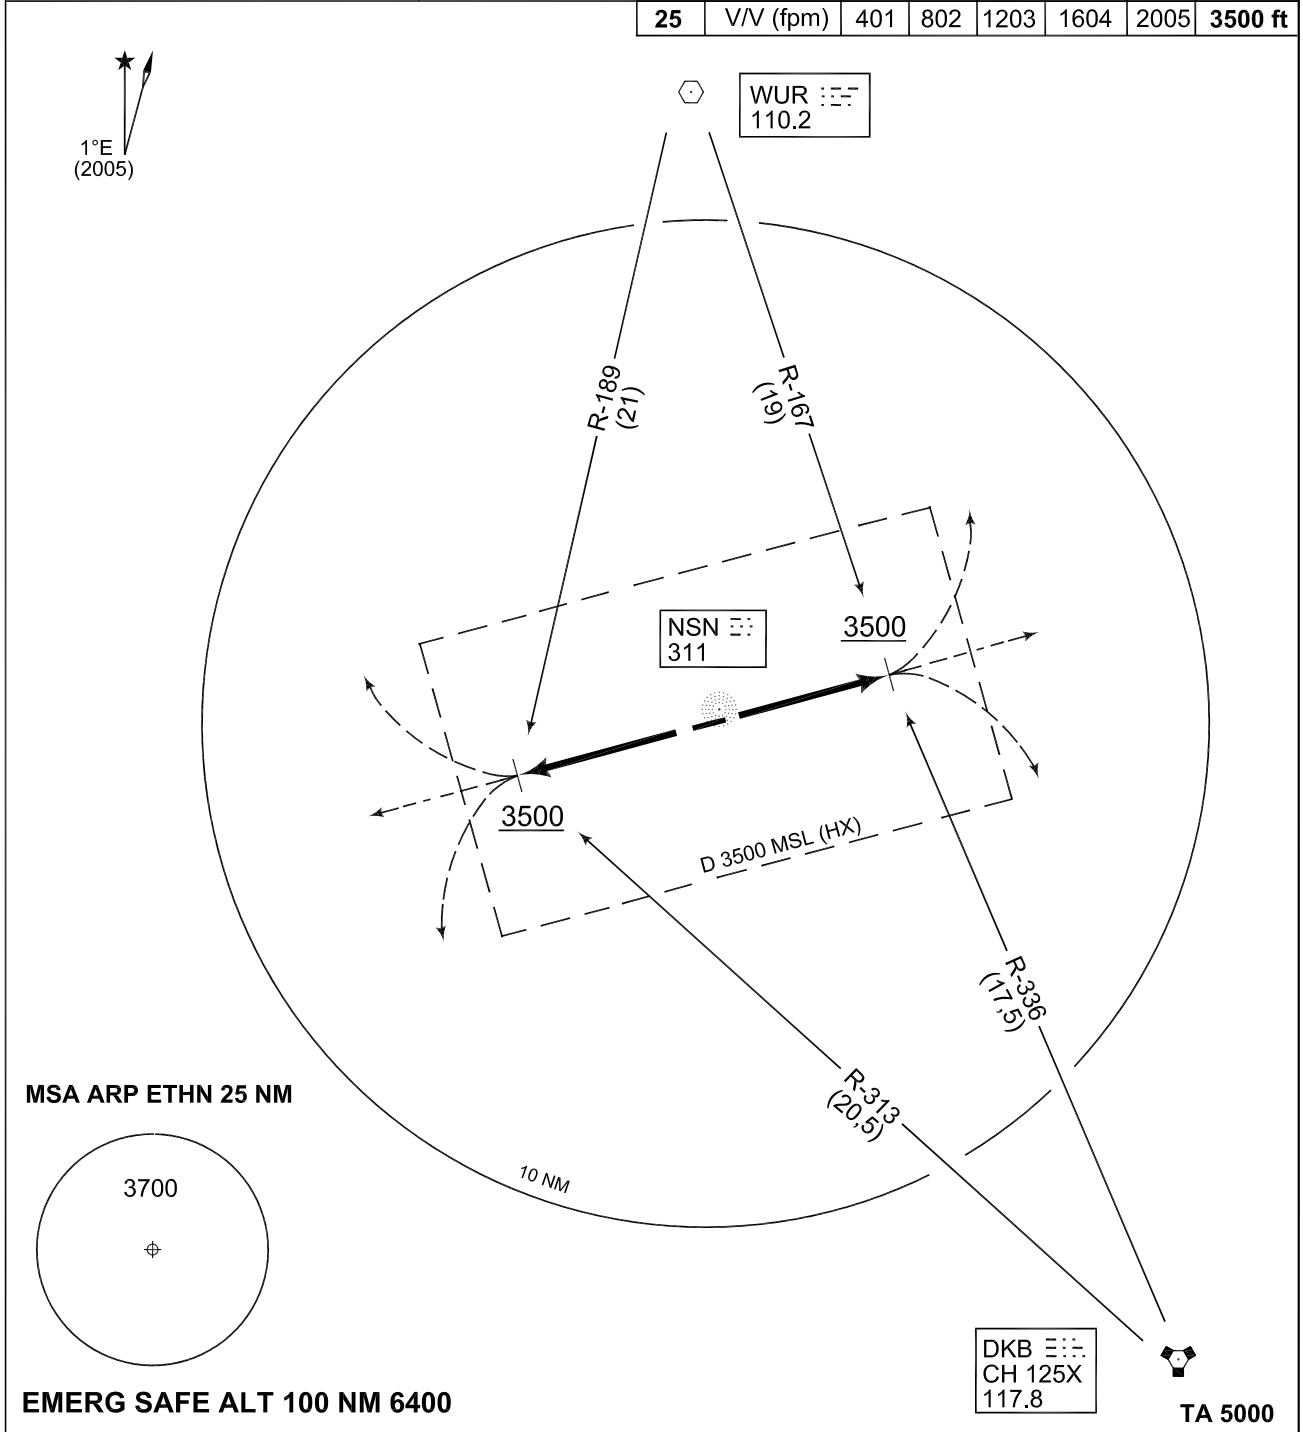 25 V/V (fpm) 401 802 1203 1604 2005 3500 ft
1°E
(2005)
WUR
110.2
R-189
(21)
R-167
(19)
NSN
311
3500
3500
D 3500 MSL (HX)
R-336
(17,5)
R-313
(20,5)
10 NM
MSA ARP ETHN 25 NM
3700
DKB
CH 125X
117.8
EMERG SAFE ALT 100 NM 6400
TA 5000